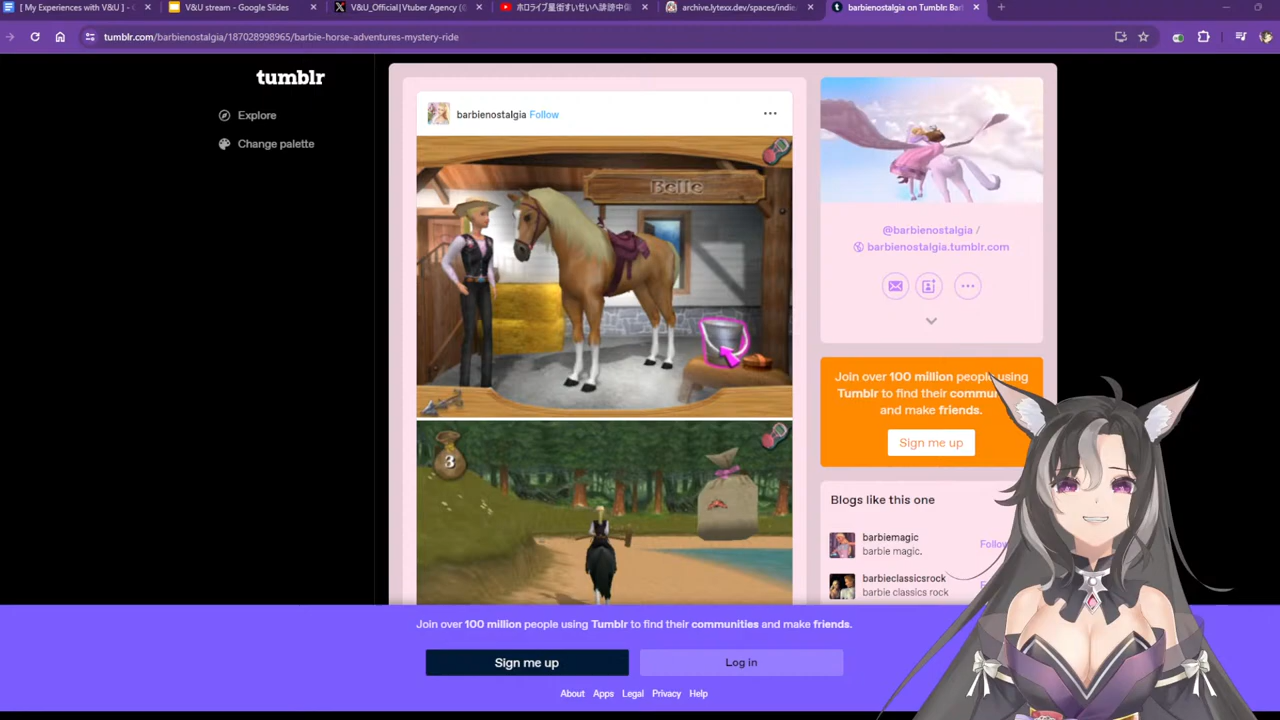 [ My Experiences with V&U ] -
V&U stream - Google Slides
V&U_Official|Vtuber Agency (
ホロライブ星街すいせいへ誹謗中傷
archive.lytexx.dev/spaces/indie
barbienostalgia on Tumblr: Bar
tumblr.com/barbienostalgia/187028998965/barbie-horse-adventures-mystery-ride
tumblr
Explore
Change palette
barbienostalgia Follow
Belle
3
@barbienostalgia /
barbienostalgia.tumblr.com
Join over 100 million people using
Tumblr to find their commun
and make friends.
Sign me up
Blogs like this one
barbiemagic
barbie magic.
Follow
barbieclassicsrock
barbie classics rock
Join over 100 million people using Tumblr to find their communities and make friends.
Sign me up
Log in
About Apps Legal Privacy Help